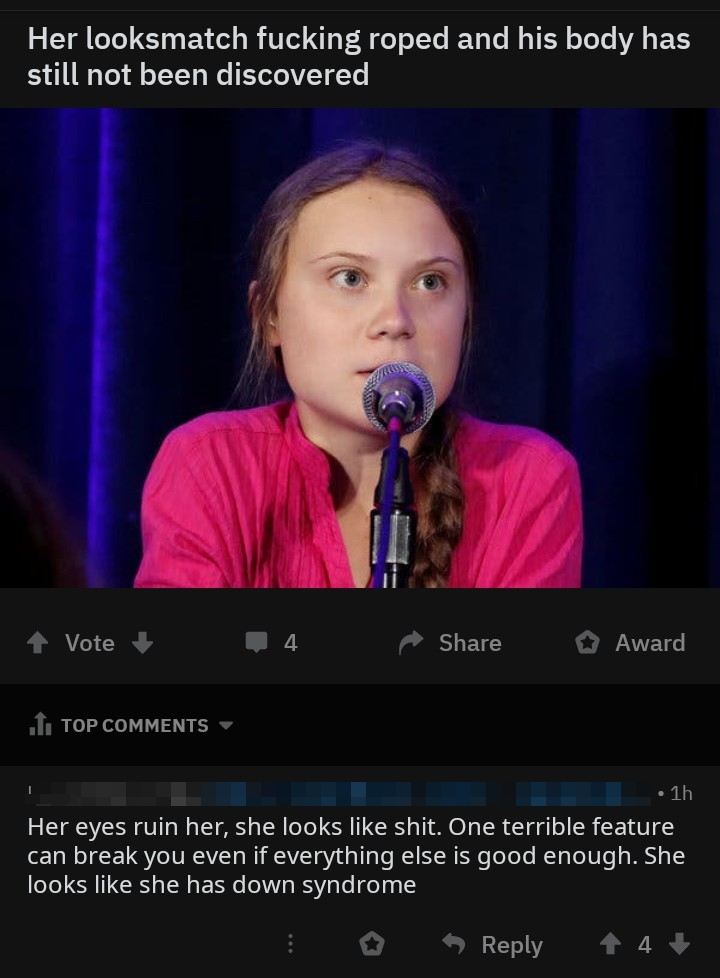 Her looksmatch fucking roped and his body has
still not been discovered
Vote
4
Share
Award
TOP COMMENTS
• 1h
Her eyes ruin her, she looks like shit. One terrible feature
can break you even if everything else is good enough. She
looks like she has down syndrome
Reply
4